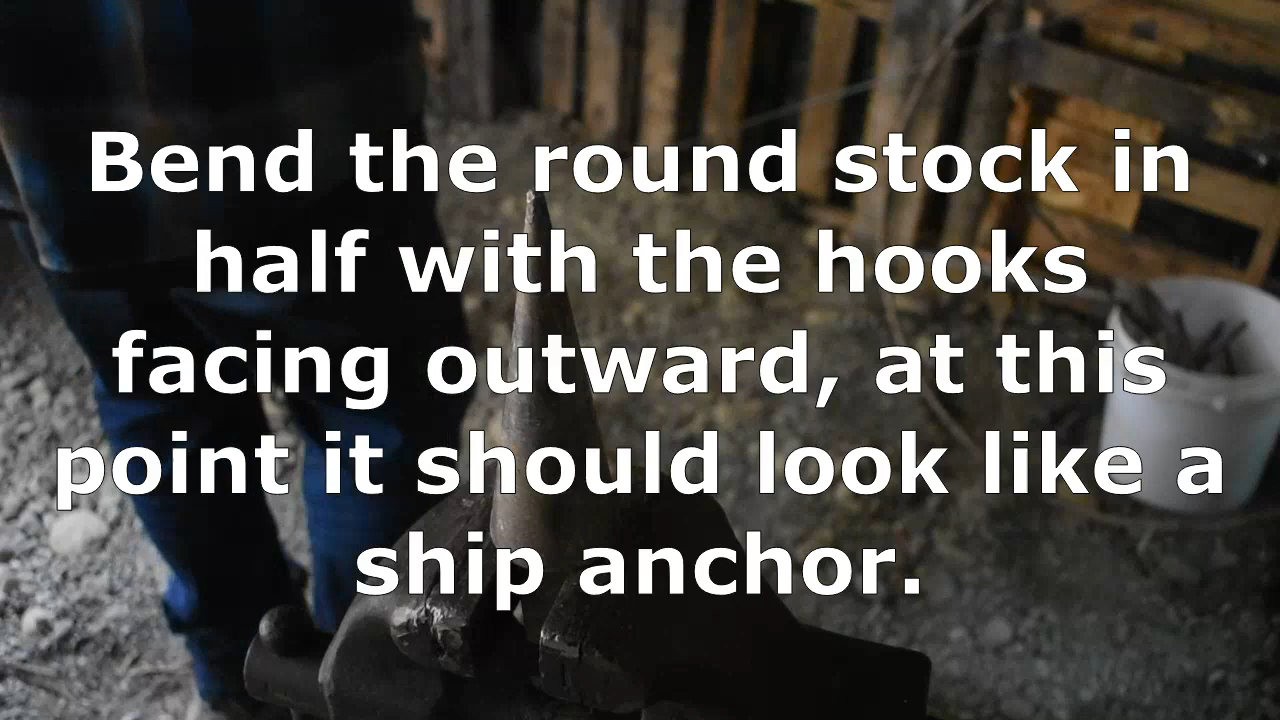 Bend the round stock in
half with the hooks
facing outward, at this
point it should look like a
ship anchor.